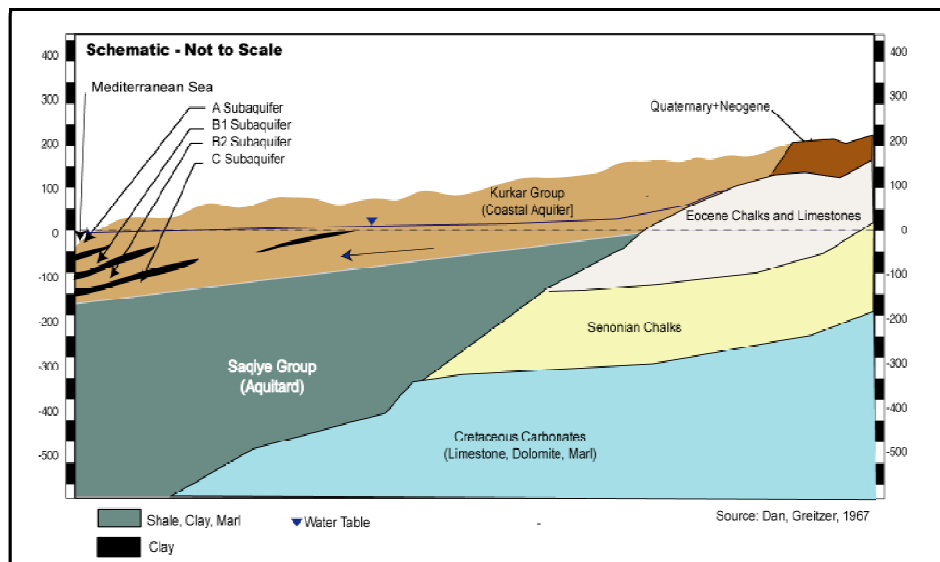 Schematic - Not to Scale
Mediterranean Sea
A Subaquifer
B1 Subaquifer
B2 Subaquifer
C Subaquifer
Quaternary+Neogene
Kurkar Group
(Coastal Aquifer]
Eocene Chalks and Limestones
Senonian Chalks
Saqiye Group
(Aquitard)
Cretaceous Carbonates
(Limestone, Dolomite, Marl)
400
300
200
100
0
-100
-200
-300
-400
-500
400
300
200
100
0
-100
-200
-300
-400
-500
Shale, Clay, Marl
Water Table
-
Source: Dan, Greitzer, 1967
Clay